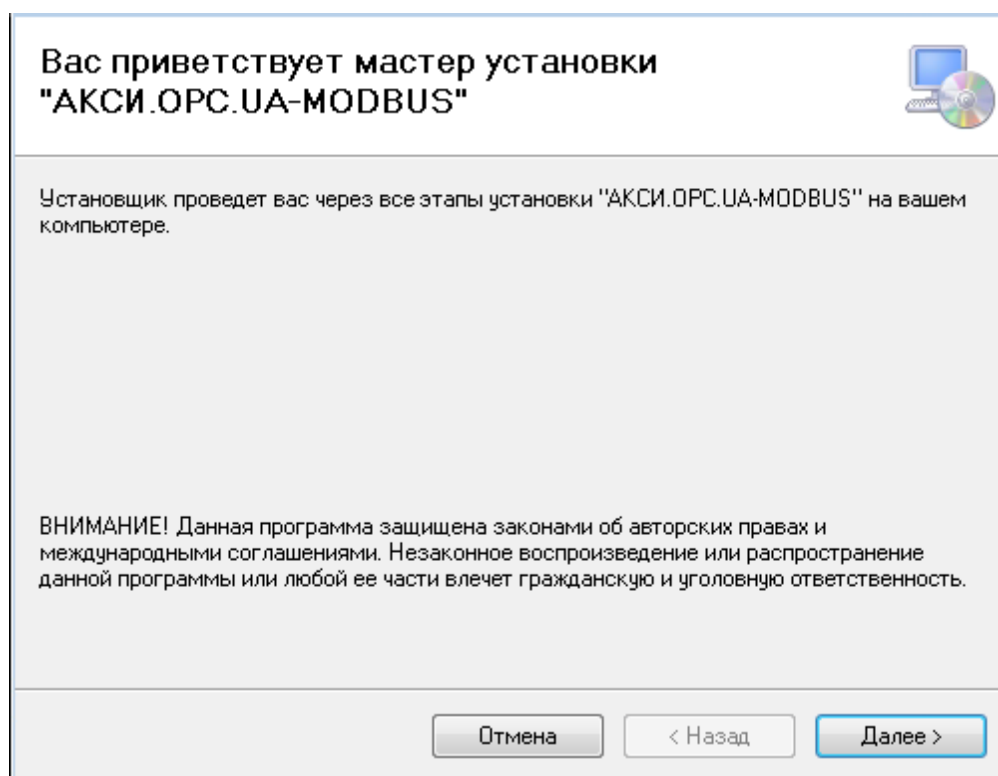 Вас приветствует мастер установки
"АКСИ.OPC.UA-MODBUS"
Установщик проведет вас через все этапы установки "АКСИ.OPC.UA-MODBUS" на вашем
компьютере.
ВНИМАНИЕ! Данная программа защищена законами об авторских правах и
международными соглашениями. Незаконное воспроизведение или распространение
данной программы или любой ее части влечет гражданскую и уголовную ответственность.
Отмена < Назад Далее >